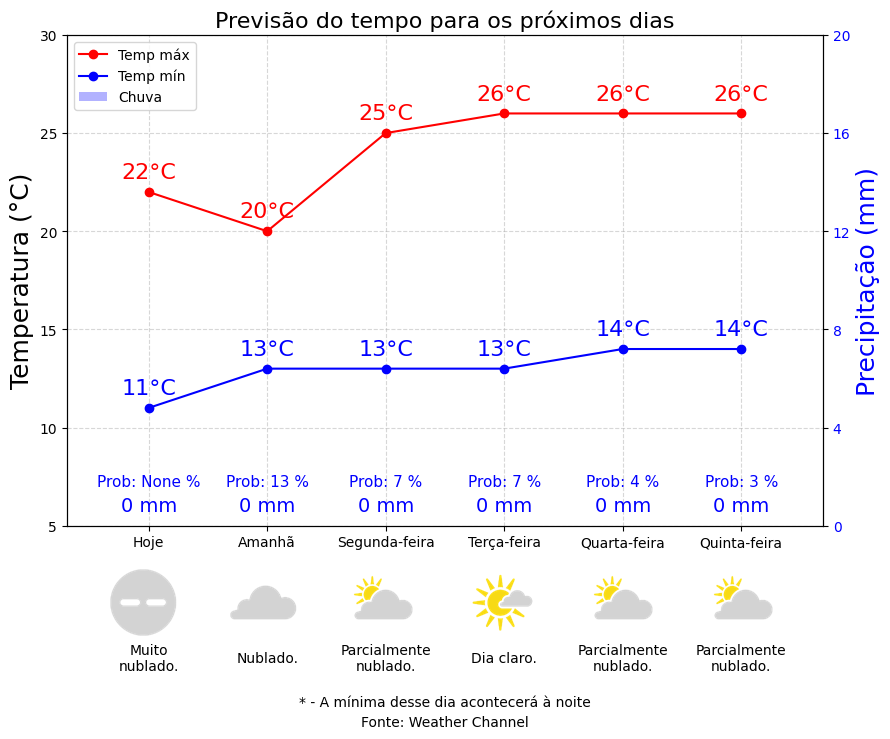 Previsão do tempo para os próximos dias
Temp máx
Temp mín
Chuva
Temperatura (°C)
30
25
20
15
10
5
Precipitação (mm)
20
16
12
8
4
0
22°C
20°C
25°C
26°C
26°C
26°C
11°C
13°C
13°C
13°C
14°C
14°C
Prob: None %
Prob: 13 %
Prob: 7 %
Prob: 7 %
Prob: 4 %
Prob: 3 %
0 mm
0 mm
0 mm
0 mm
0 mm
0 mm
Hoje
Amanhã
Segunda-feira
Terça-feira
Quarta-feira
Quinta-feira
Muito
nublado.
Nublado.
Parcialmente
nublado.
Dia claro.
Parcialmente
nublado.
Parcialmente
nublado.
* - A mínima desse dia acontecerá à noite
Fonte: Weather Channel